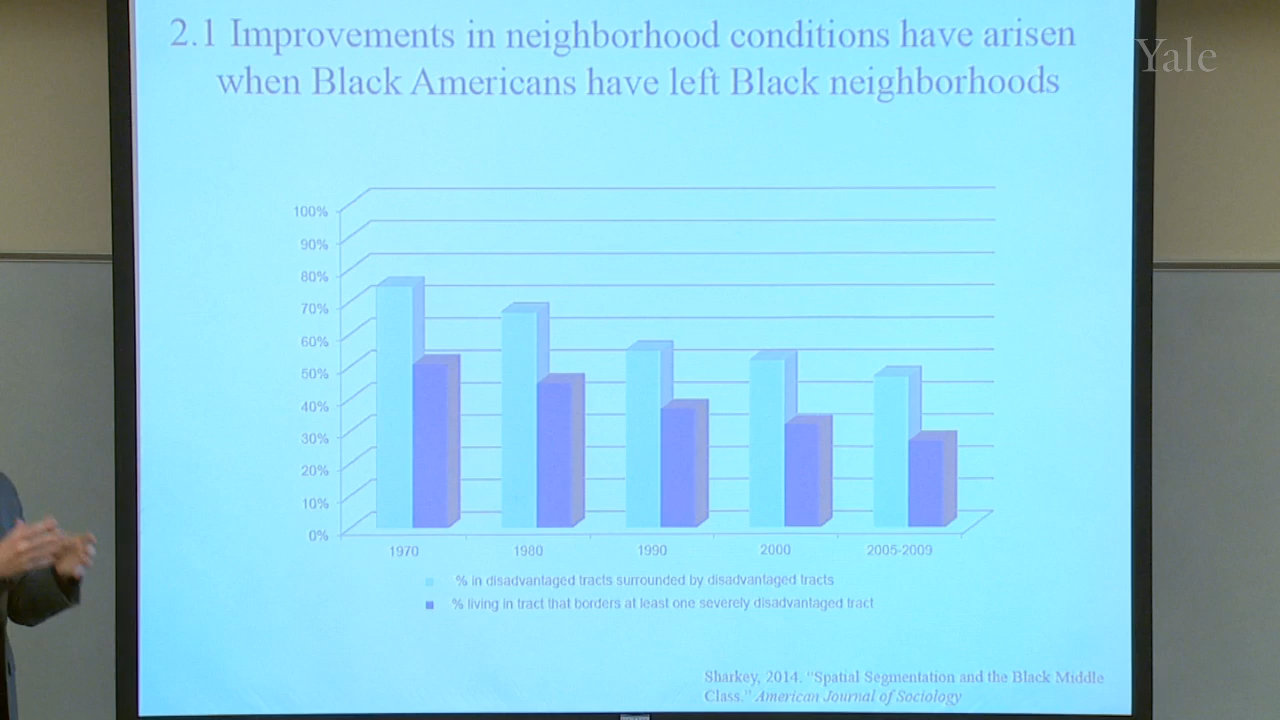 2.1 Improvements in neighborhood conditions have arisen
when Black Americans have left Black neighborhoods
Yale
100%
90%
80%
70%
60%
50%
40%
30%
20%
10%
0%
1970
1980
1990
2000
2005-2009
% in disadvantaged tracts surrounded by disadvantaged tracts
% living in tract that borders at least one severely disadvantaged tract
Sharkey, 2014. "Spatial Segmentation and the Black Middle
Class." American Journal of Sociology